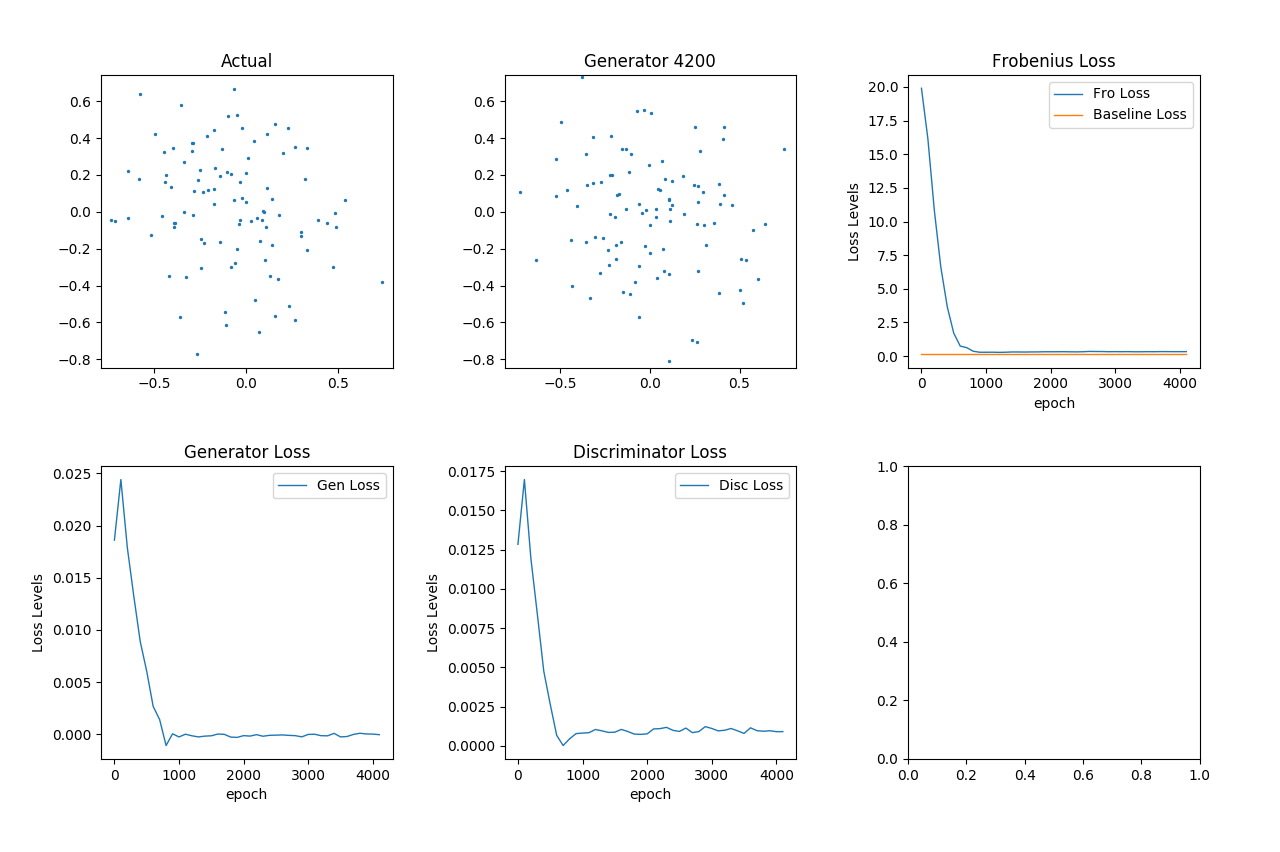 Actual
0.6
0.4
0.2
0.0
−0.2
−0.4
−0.6
−0.8
−0.5 0.0 0.5
Generator 4200
0.6
0.4
0.2
0.0
−0.2
−0.4
−0.6
−0.8
−0.5 0.0 0.5
Frobenius Loss
Fro Loss
Baseline Loss
Loss Levels
20.0
17.5
15.0
12.5
10.0
7.5
5.0
2.5
0.0
0 1000 2000 3000 4000
epoch
Generator Loss
Gen Loss
Loss Levels
0.025
0.020
0.015
0.010
0.005
0.000
0 1000 2000 3000 4000
epoch
Discriminator Loss
Disc Loss
Loss Levels
0.0175
0.0150
0.0125
0.0100
0.0075
0.0050
0.0025
0.0000
0 1000 2000 3000 4000
epoch
1.0
0.8
0.6
0.4
0.2
0.0
0.0 0.2 0.4 0.6 0.8 1.0